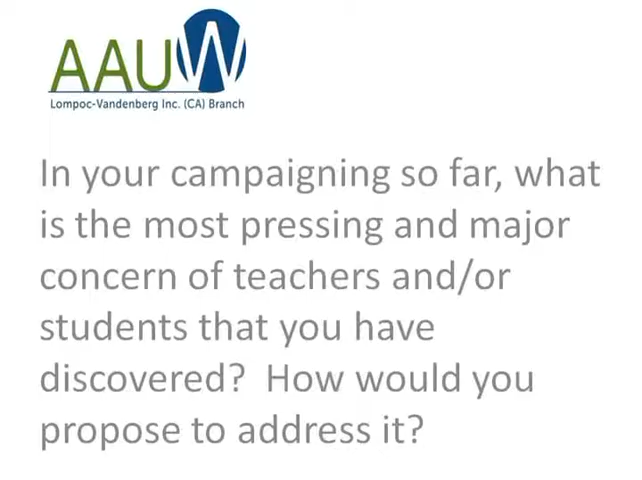 AAUW
Lompoc-Vandenberg Inc. (CA) Branch
In your campaigning so far, what
is the most pressing and major
concern of teachers and/or
students that you have
discovered?  How would you
propose to address it?